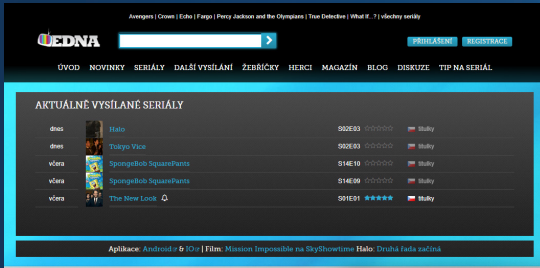 Avengers | Crown | Echo | Fargo | Percy Jackson and the Olympians | True Detective | What If...? | všechny seriály
EDNA
PŘIHLÁŠENÍ REGISTRACE
ÚVOD NOVINKY SERIÁLY DALŠÍ VYSÍLÁNÍ ŽEBŘÍČKY HERCI MAGAZÍN BLOG DISKUZE TIP NA SERIÁL
AKTUÁLNĚ VYSÍLANÉ SERIÁLY
dnes Halo S02E03 titulky
dnes Tokyo Vice S02E03 titulky
včera SpongeBob SquarePants S14E10 titulky
včera SpongeBob SquarePants S14E09 titulky
včera The New Look S01E01 titulky
Aplikace: Android & iOS | Film: Mission Impossible na SkyShowtime Halo: Druhá řada začíná